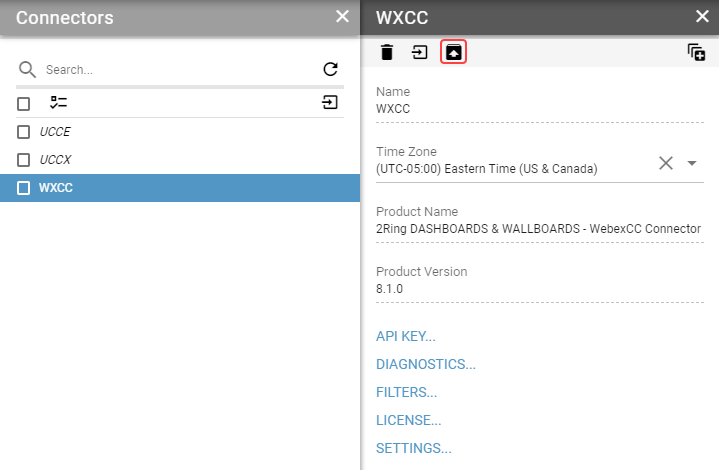 Connectors
Search...
UCCE
UCCX
WXCC
WXCC
Name
WXCC
Time Zone
(UTC-05:00) Eastern Time (US & Canada)
Product Name
2Ring DASHBOARDS & WALLBOARDS - WebexCC Connector
Product Version
8.1.0
API KEY...
DIAGNOSTICS...
FILTERS...
LICENSE...
SETTINGS...